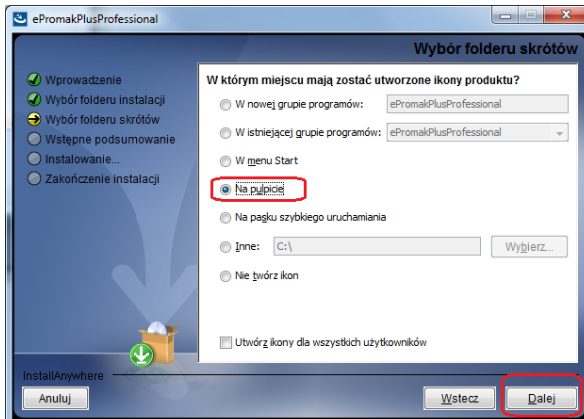 ePromakPlusProfessional
Wybór folderu skrótów
Wprowadzenie
Wybór folderu instalacji
Wybór folderu skrótów
Wstępne podsumowanie
Instalowanie...
Zakończenie instalacji
W którym miejscu mają zostać utworzone ikony produktu?
W nowej grupie programów: ePromakPlusProfessional
W istniejącej grupie programów: ePromakPlusProfessional
W menu Start
Na pulpicie
Na pasku szybkiego uruchamiania
Inne: C:\ Wybierz...
Nie twórz ikon
Utwórz ikony dla wszystkich użytkowników
InstallAnywhere
Anuluj Wstecz Dalej